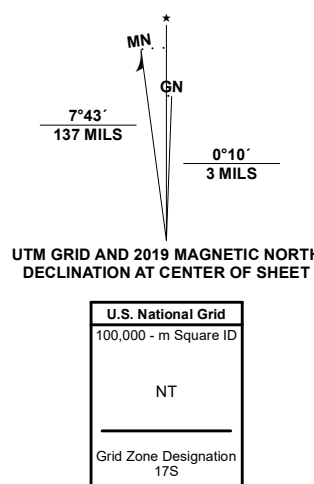 ★
MN
GN
7°43´
137 MILS
0°10´
3 MILS
UTM GRID AND 2019 MAGNETIC NORTH
DECLINATION AT CENTER OF SHEET
U.S. National Grid
100,000 - m Square ID
NT
Grid Zone Designation
17S